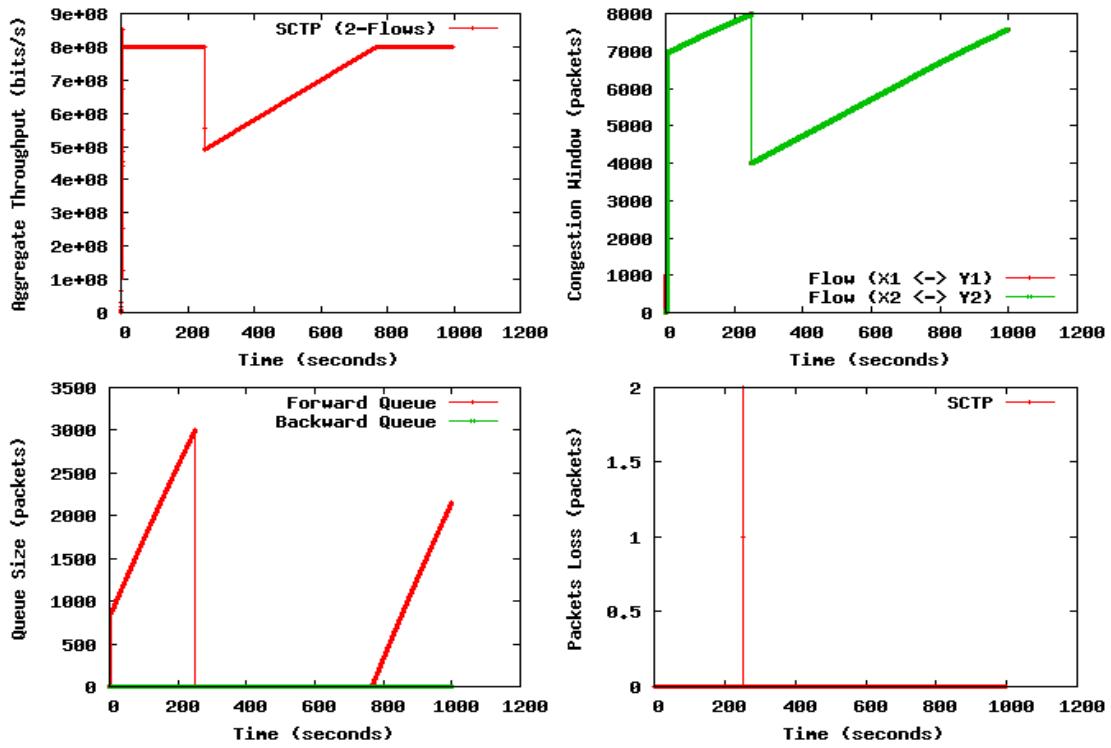 Aggregate Throughput (bits/s)
9e+08
8e+08
7e+08
6e+08
5e+08
4e+08
3e+08
2e+08
1e+08
0
SCTP (2-Flows)
0 200 400 600 800 1000 1200
Time (seconds)
Congestion Window (packets)
8000
7000
6000
5000
4000
3000
2000
1000
0
Flow (X1 <-> Y1)
Flow (X2 <-> Y2)
0 200 400 600 800 1000 1200
Time (seconds)
Queue Size (packets)
3500
3000
2500
2000
1500
1000
500
0
Forward Queue
Backward Queue
0 200 400 600 800 1000 1200
Time (seconds)
Packets Loss (packets)
2
1.5
1
0.5
0
SCTP
0 200 400 600 800 1000 1200
Time (seconds)